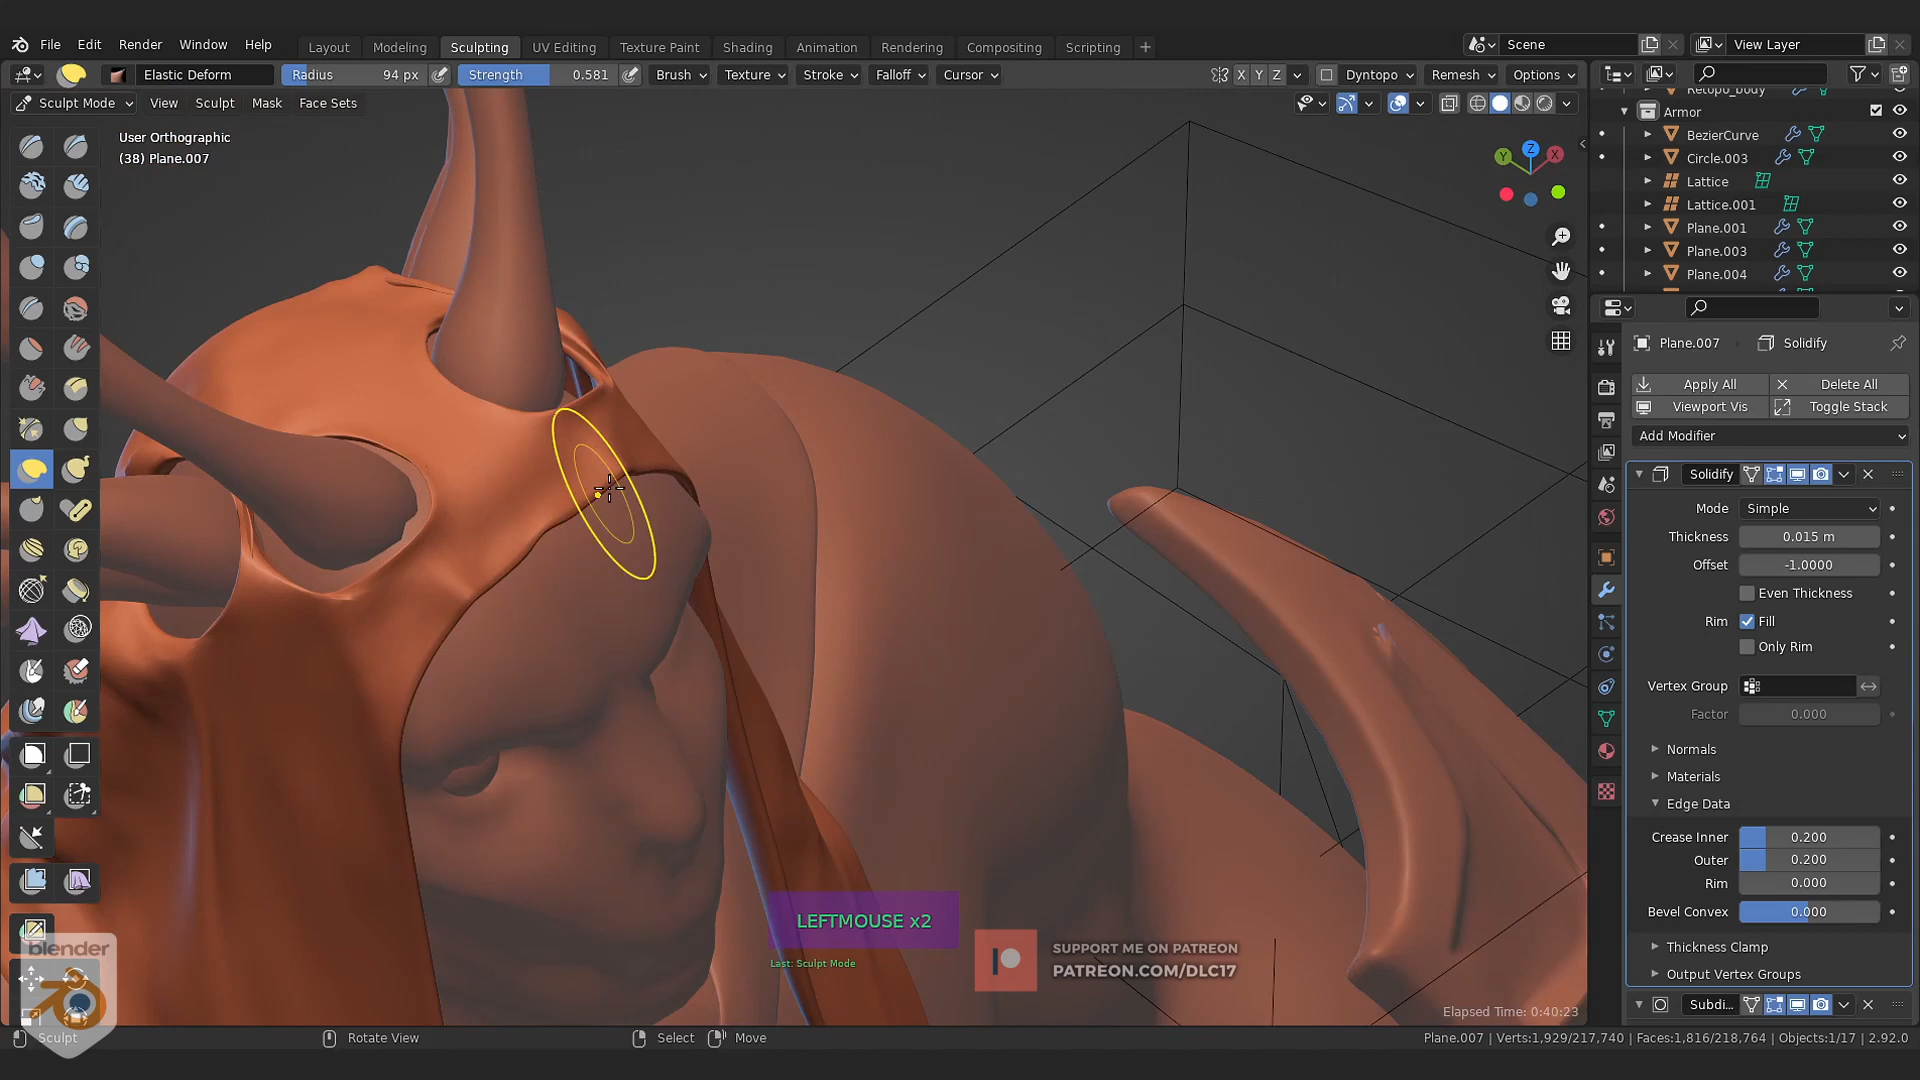 File Edit Render Window Help
Layout Modeling Sculpting UV Editing Texture Paint Shading Animation Rendering Compositing Scripting +
Scene
View Layer
Elastic Deform Radius 94 px Strength 0.581 Brush Texture Stroke Falloff Cursor
X Y Z Dyntopo Remesh Options
Sculpt Mode View Sculpt Mask Face Sets
User Orthographic
(38) Plane.007
Z
Y X
Retopo_body
Armor
BezierCurve
Circle.003
Lattice
Lattice.001
Plane.001
Plane.003
Plane.004
Plane.007 Solidify
Apply All Delete All
Viewport Vis Toggle Stack
Add Modifier
Solidify
Mode Simple
Thickness 0.015 m
Offset -1.0000
Even Thickness
Rim Fill
Only Rim
Vertex Group
Factor 0.000
Normals
Materials
Edge Data
Crease Inner 0.200
Outer 0.200
Rim 0.000
Bevel Convex 0.000
Thickness Clamp
Output Vertex Groups
Subdi...
LEFTMOUSE x2
Last: Sculpt Mode
SUPPORT ME ON PATREON
PATREON.COM/DLC17
blender
Elapsed Time: 0:40:23
Sculpt Rotate View Select Move
Plane.007 | Verts:1,929/217,740 | Faces:1,816/218,764 | Objects:1/17 | 2.92.0